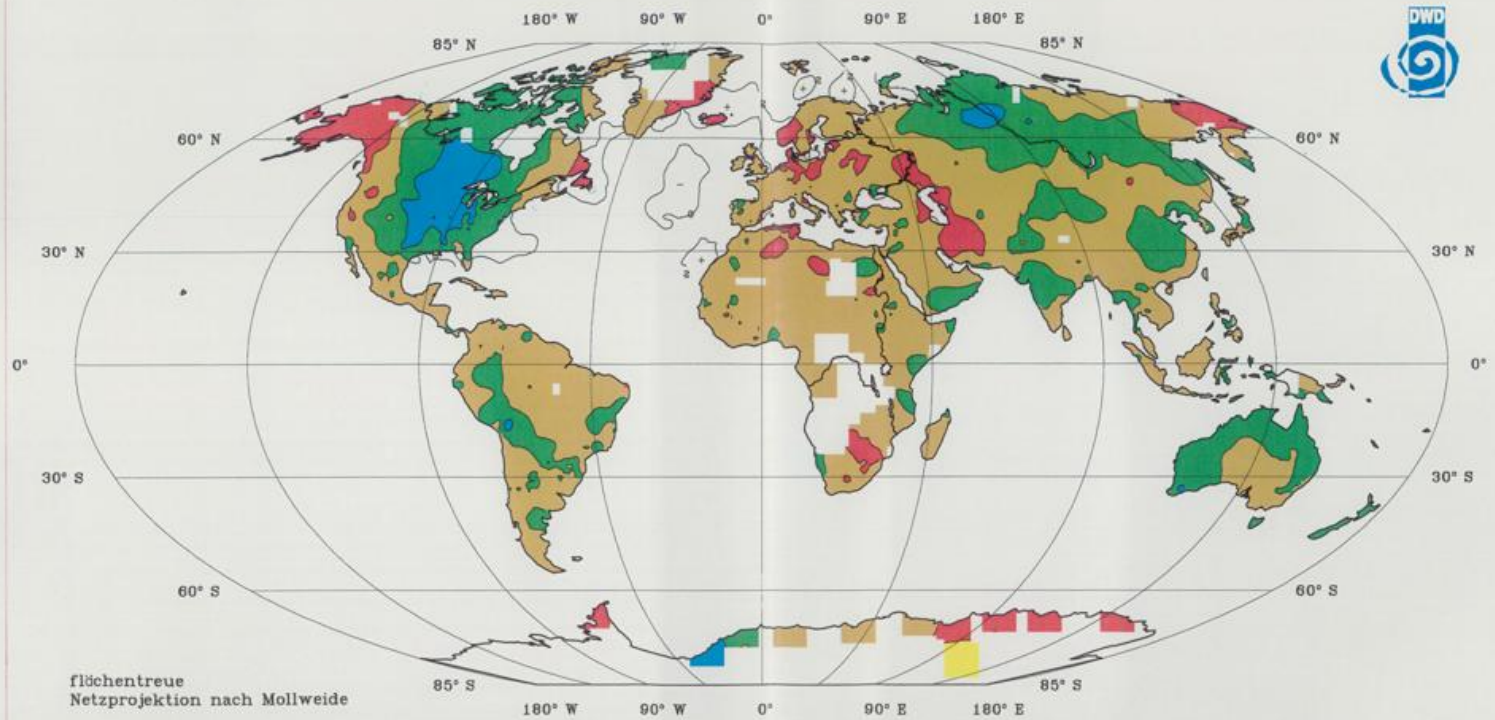 180° W 90° W 0° 90° E 180° E
DWD
85° N 85° N
60° N 60° N
30° N 30° N
0° 0°
30° S 30° S
60° S 60° S
85° S 85° S
flächentreue
Netzprojektion nach Mollweide
180° W 90° W 0° 90° E 180° E